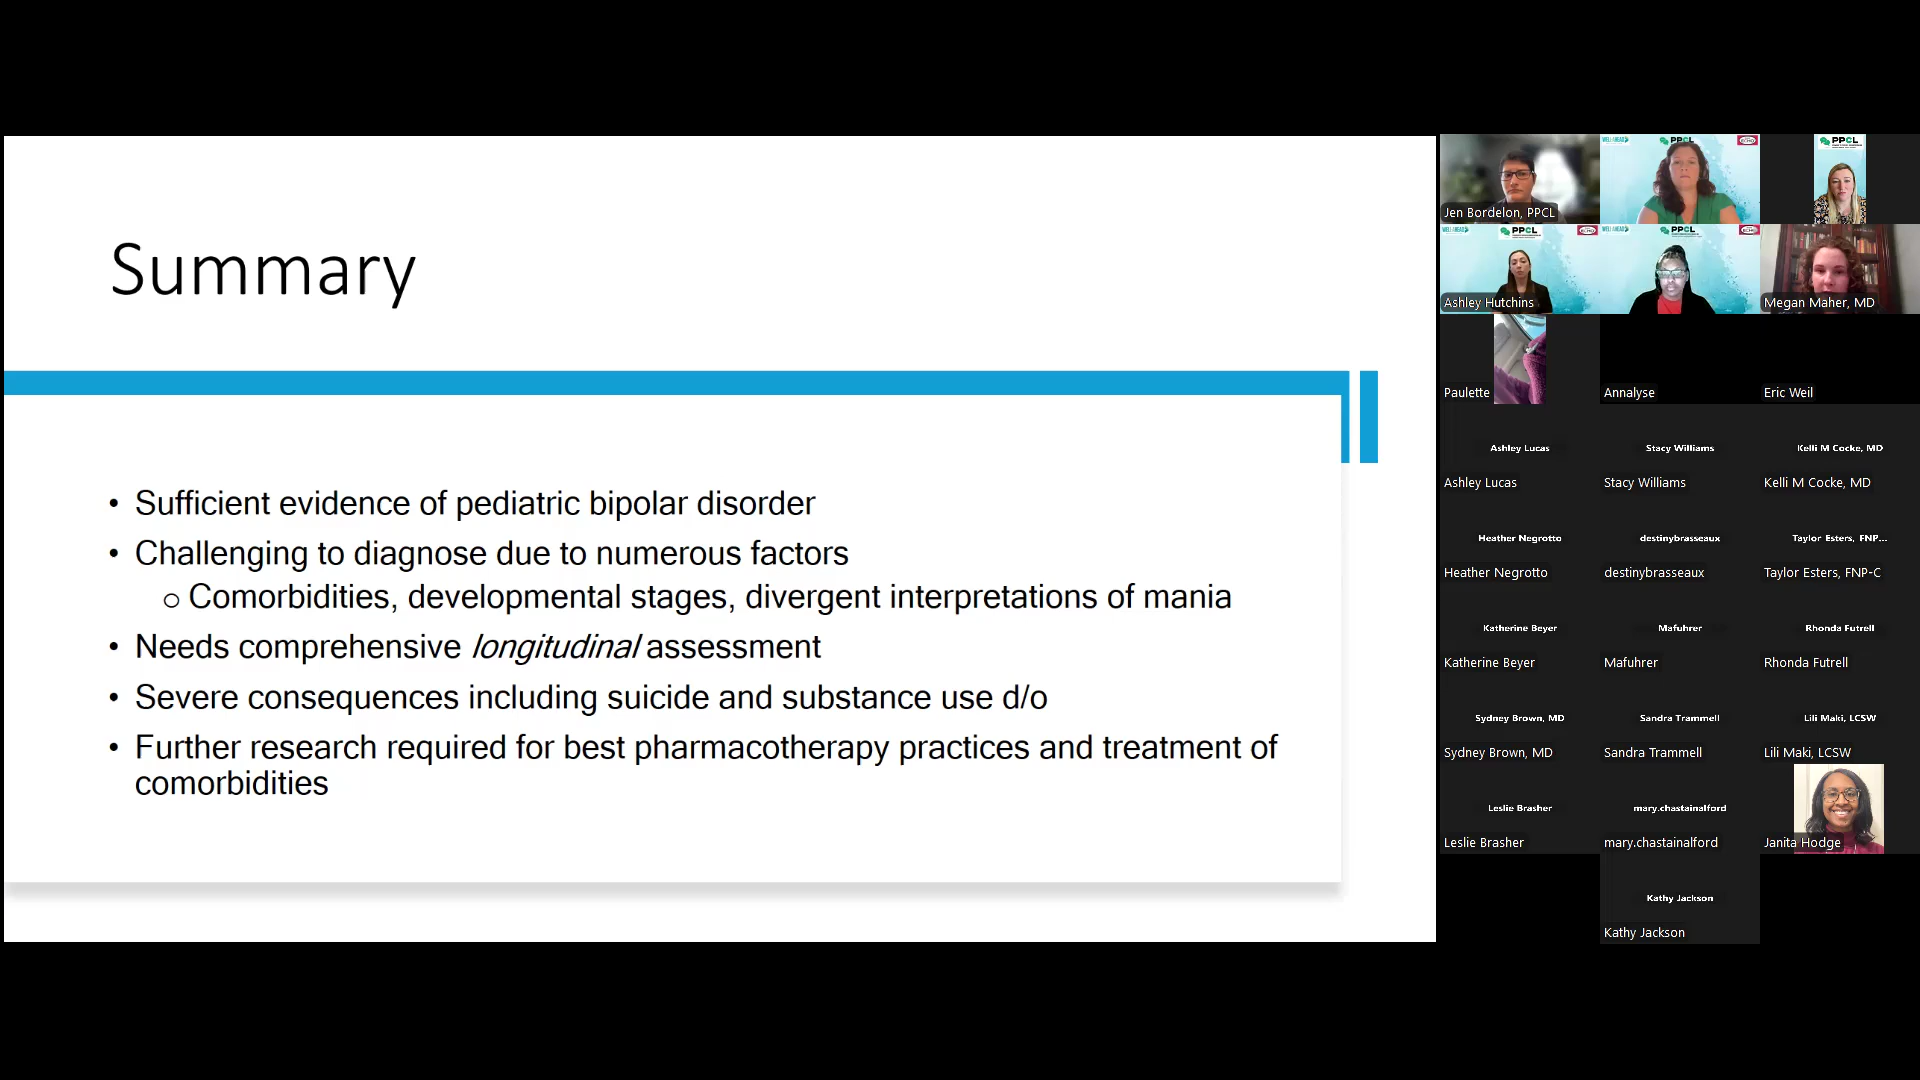 Summary
• Sufficient evidence of pediatric bipolar disorder
• Challenging to diagnose due to numerous factors
o Comorbidities, developmental stages, divergent interpretations of mania
• Needs comprehensive longitudinal assessment
• Severe consequences including suicide and substance use d/o
• Further research required for best pharmacotherapy practices and treatment of
comorbidities
PPCL
PPCL
Jen Bordelon, PPCL
PPCL
PPCL
Ashley Hutchins
Megan Maher, MD
Paulette
Annalyse
Eric Weil
Ashley Lucas
Stacy Williams
Kelli M Cocke, MD
Ashley Lucas
Stacy Williams
Kelli M Cocke, MD
Heather Negrotto
destinybrasseaux
Taylor Esters, FNP...
Heather Negrotto
destinybrasseaux
Taylor Esters, FNP-C
Katherine Beyer
Mafuhrer
Rhonda Futrell
Katherine Beyer
Mafuhrer
Rhonda Futrell
Sydney Brown, MD
Sandra Trammell
Lili Maki, LCSW
Sydney Brown, MD
Sandra Trammell
Lili Maki, LCSW
Leslie Brasher
mary.chastainalford
Leslie Brasher
mary.chastainalford
Janita Hodge
Kathy Jackson
Kathy Jackson